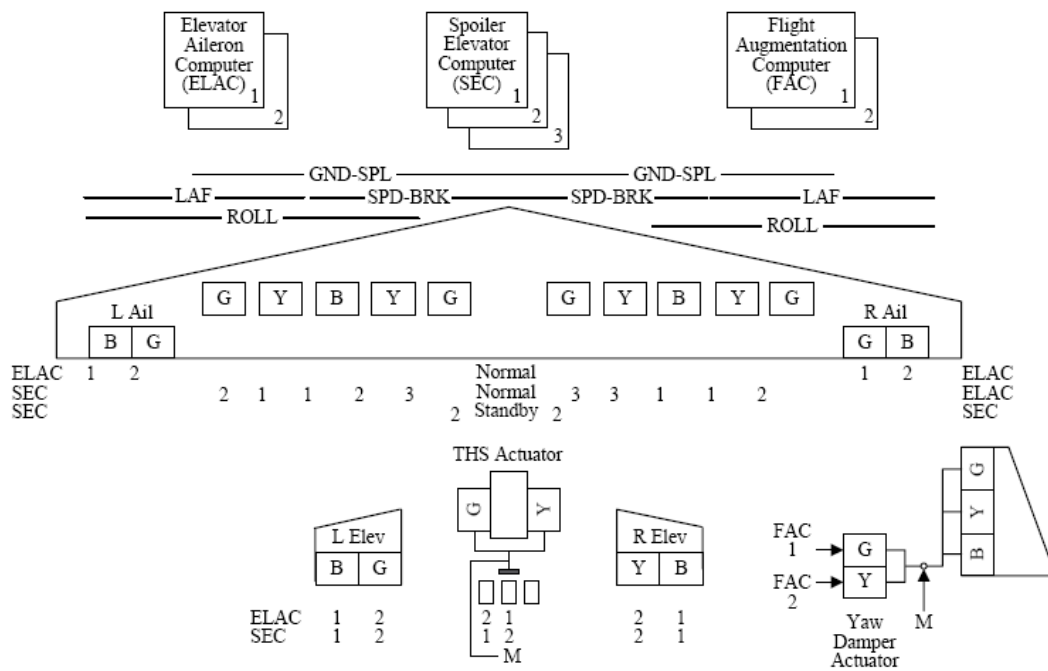 Elevator
Aileron
Computer
(ELAC)
1
2
Spoiler
Elevator
Computer
(SEC)
1
2
3
Flight
Augmentation
Computer
(FAC)
1
2
GND-SPL GND-SPL
LAF SPD-BRK SPD-BRK LAF
ROLL ROLL
G Y B Y G G Y B Y G
L Ail R Ail
B G G B
ELAC 1 2 Normal 1 2 ELAC
SEC 2 1 1 2 3 Normal 3 3 1 1 2 ELAC
SEC 2 Standby 2 SEC
THS Actuator
G Y
L Elev
B G
R Elev
Y B
ELAC 1 2 2 1 2 1
SEC 1 2 1 2 2 1
M
G
Y
B
FAC
1
G
FAC
2
Y
M
Yaw
Damper
Actuator